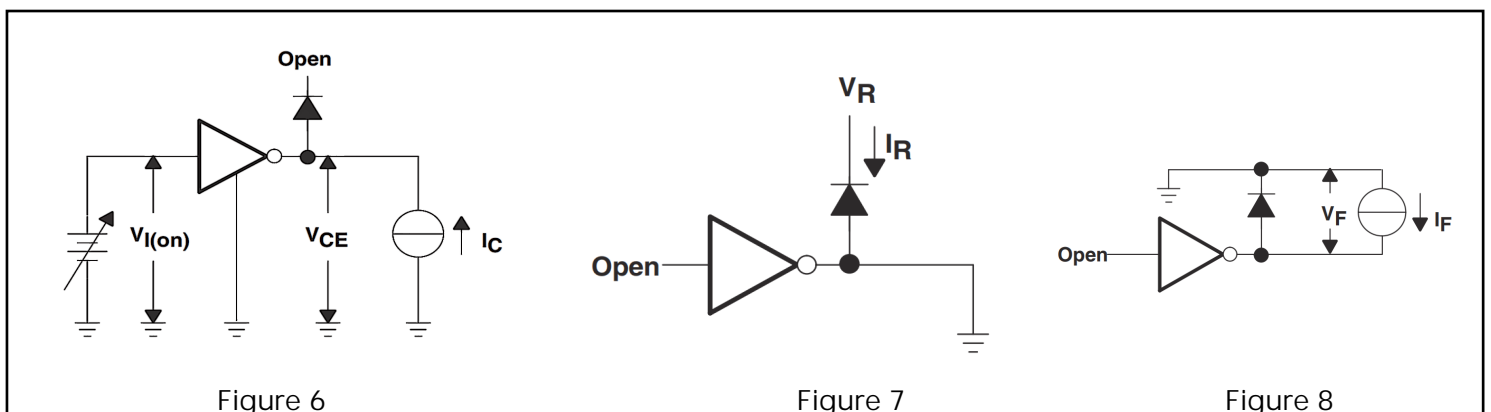 Open
V_I(on)
V_CE
I_C
Figure 6
V_R
I_R
Open
Figure 7
V_F
I_F
Open
Figure 8